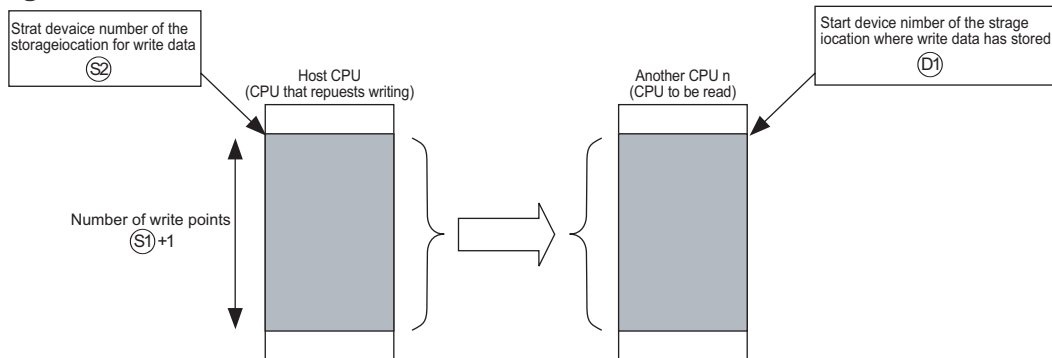 Strat devaice number of the
storageiocation for write data
S2
Start device nimber of the strage
iocation where write data has stored
D1
Host CPU
(CPU that repuests writing)
Another CPU n
(CPU to be read)
Number of write points
S1+1